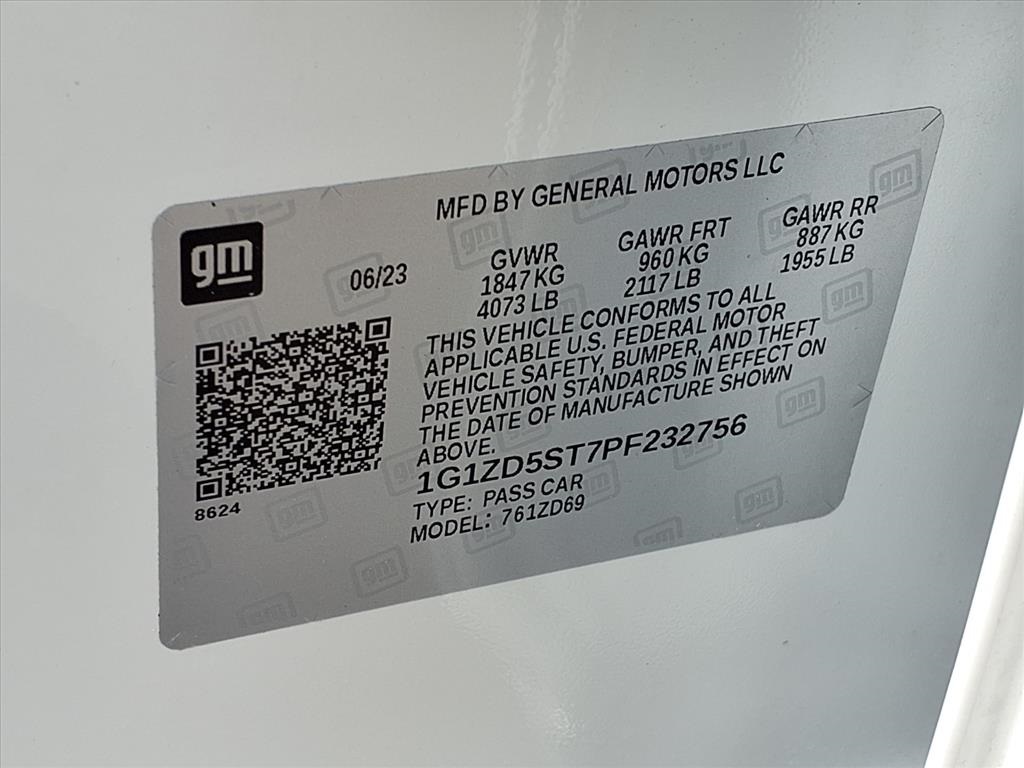 MFD BY GENERAL MOTORS LLC
gm
06/23
GVWR
1847 KG
4073 LB
GAWR FRT
960 KG
2117 LB
GAWR RR
887 KG
1955 LB
THIS VEHICLE CONFORMS TO ALL
APPLICABLE U.S. FEDERAL MOTOR
VEHICLE SAFETY, BUMPER, AND THEFT
PREVENTION STANDARDS IN EFFECT ON
THE DATE OF MANUFACTURE SHOWN
ABOVE.
1G1ZD5ST7PF232756
TYPE: PASS CAR
MODEL: 761ZD69
8624